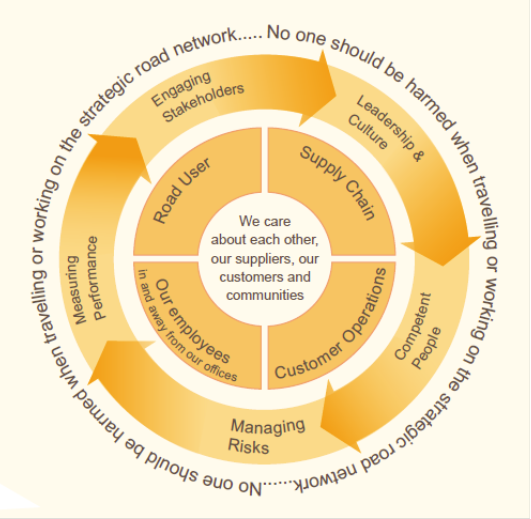 No one should be harmed when travelling or working on the strategic road network.....
No one should be harmed when travelling or working on the strategic road network.....
Engaging
Stakeholders
Leadership &
Culture
Competent
People
Managing
Risks
Measuring
Performance
Road User
Supply Chain
Customer Operations
Our employees
in and away from our offices
We care
about each other,
our suppliers, our
customers and
communities